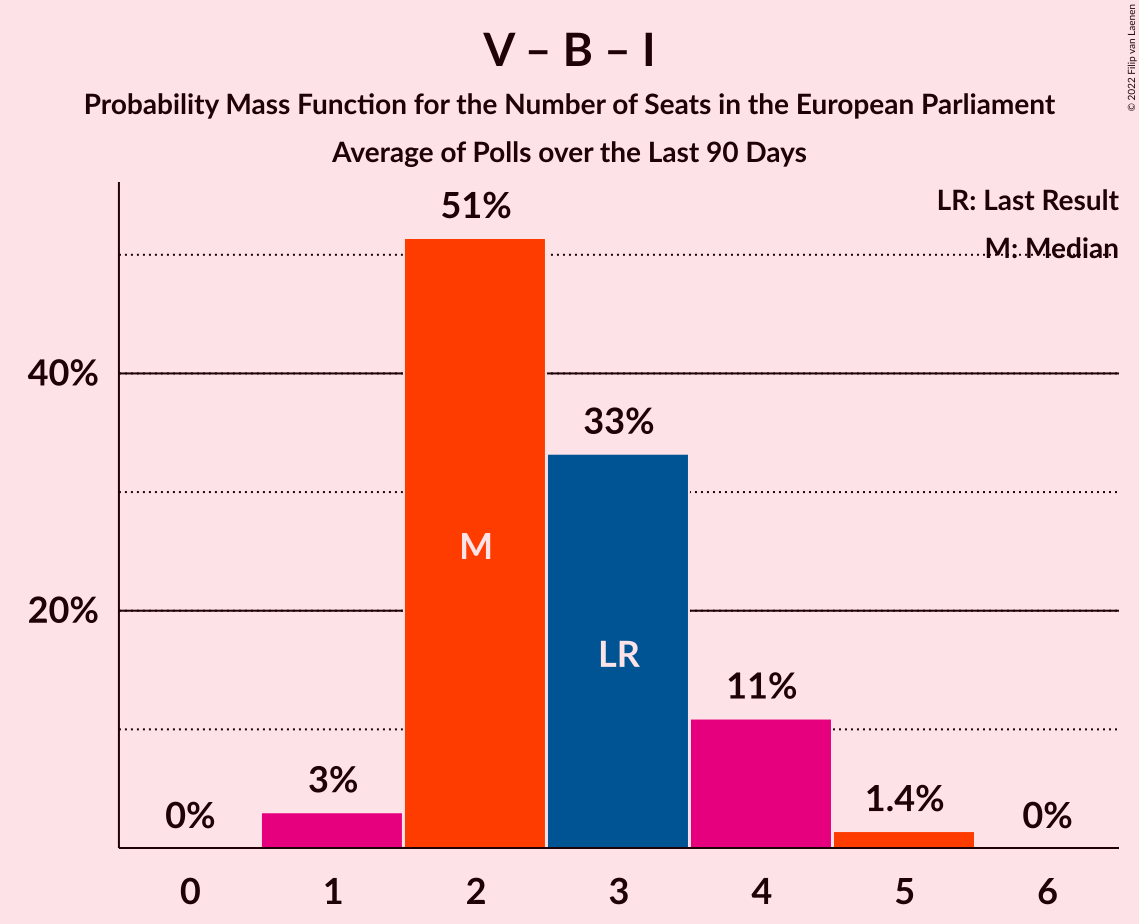 V – B – I
Probability Mass Function for the Number of Seats in the European Parliament
Average of Polls over the Last 90 Days
© 2022 Filip van Laenen
LR: Last Result
M: Median
51%
40%
33%
M
20%
LR
11%
3%
1.4%
0%
0%
0 1 2 3 4 5 6